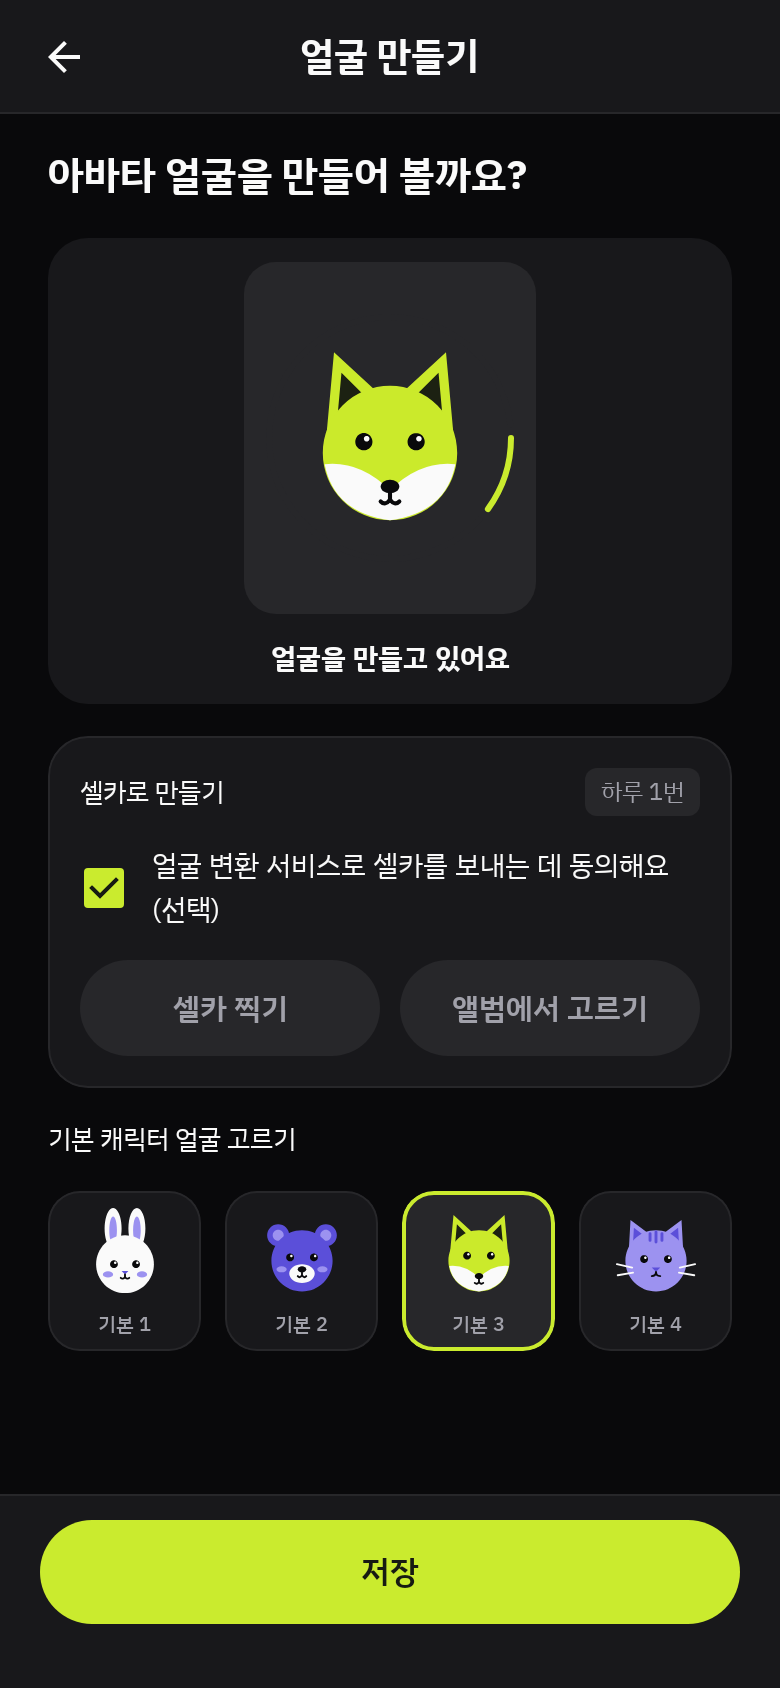 얼굴 만들기
아바타 얼굴을 만들어 볼까요?
얼굴을 만들고 있어요
셀카로 만들기
하루 1번
얼굴 변환 서비스로 셀카를 보내는 데 동의해요
(선택)
셀카 찍기
앨범에서 고르기
기본 캐릭터 얼굴 고르기
기본 1
기본 2
기본 3
기본 4
저장